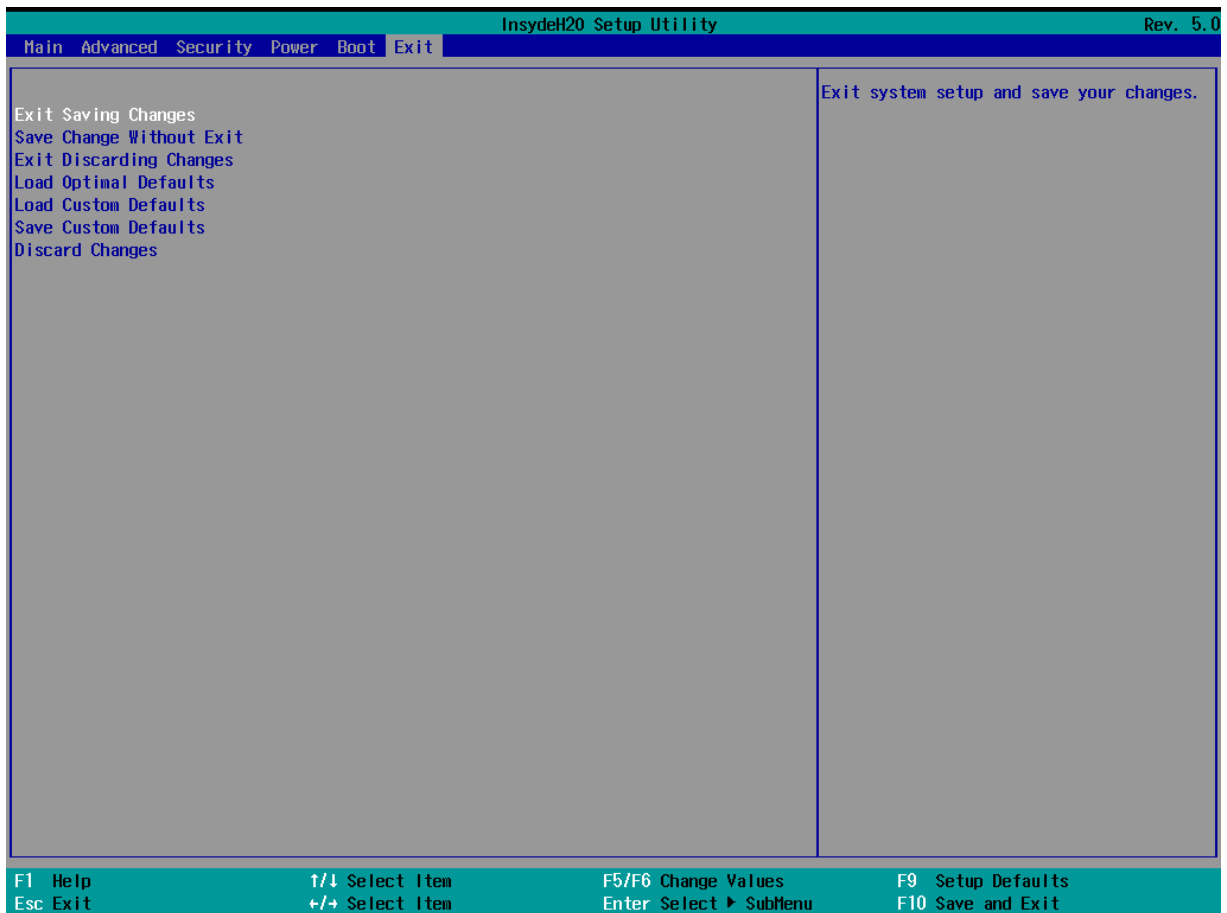 InsydeH20 Setup Utility Rev. 5.0
Main Advanced Security Power Boot Exit
Exit Saving Changes
Save Change Without Exit
Exit Discarding Changes
Load Optimal Defaults
Load Custom Defaults
Save Custom Defaults
Discard Changes
Exit system setup and save your changes.
F1 Help ↑/↓ Select Item F5/F6 Change Values F9 Setup Defaults
Esc Exit ←/→ Select Item Enter Select ▶ SubMenu F10 Save and Exit